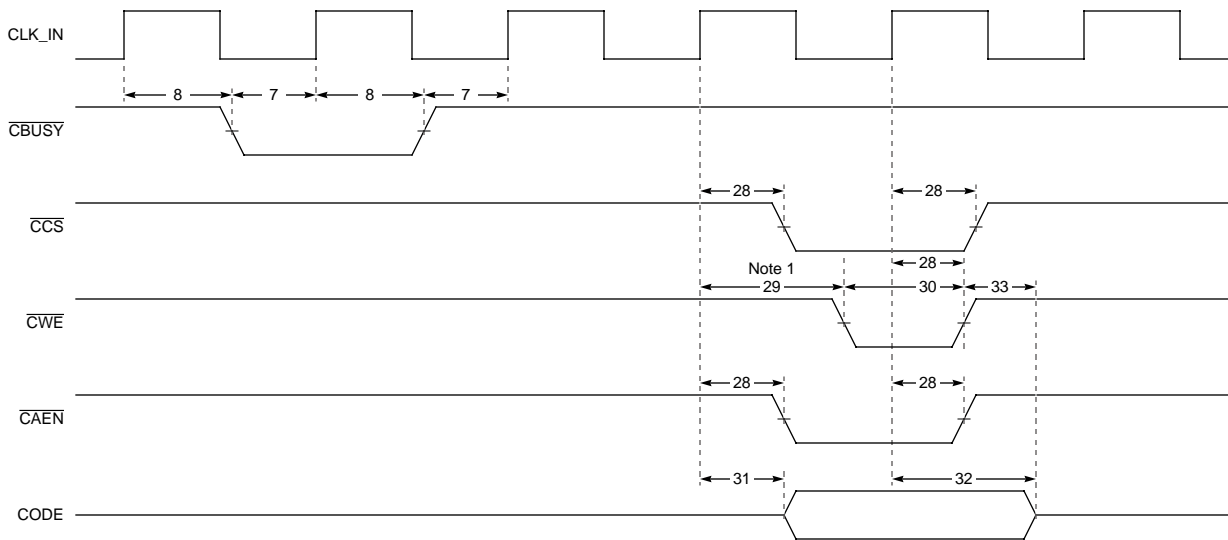 CLK_IN
8 7 8 7
CBUSY
28 28
CCS
28
Note 1
29 30 33
CWE
28 28
CAEN
31 32
CODE